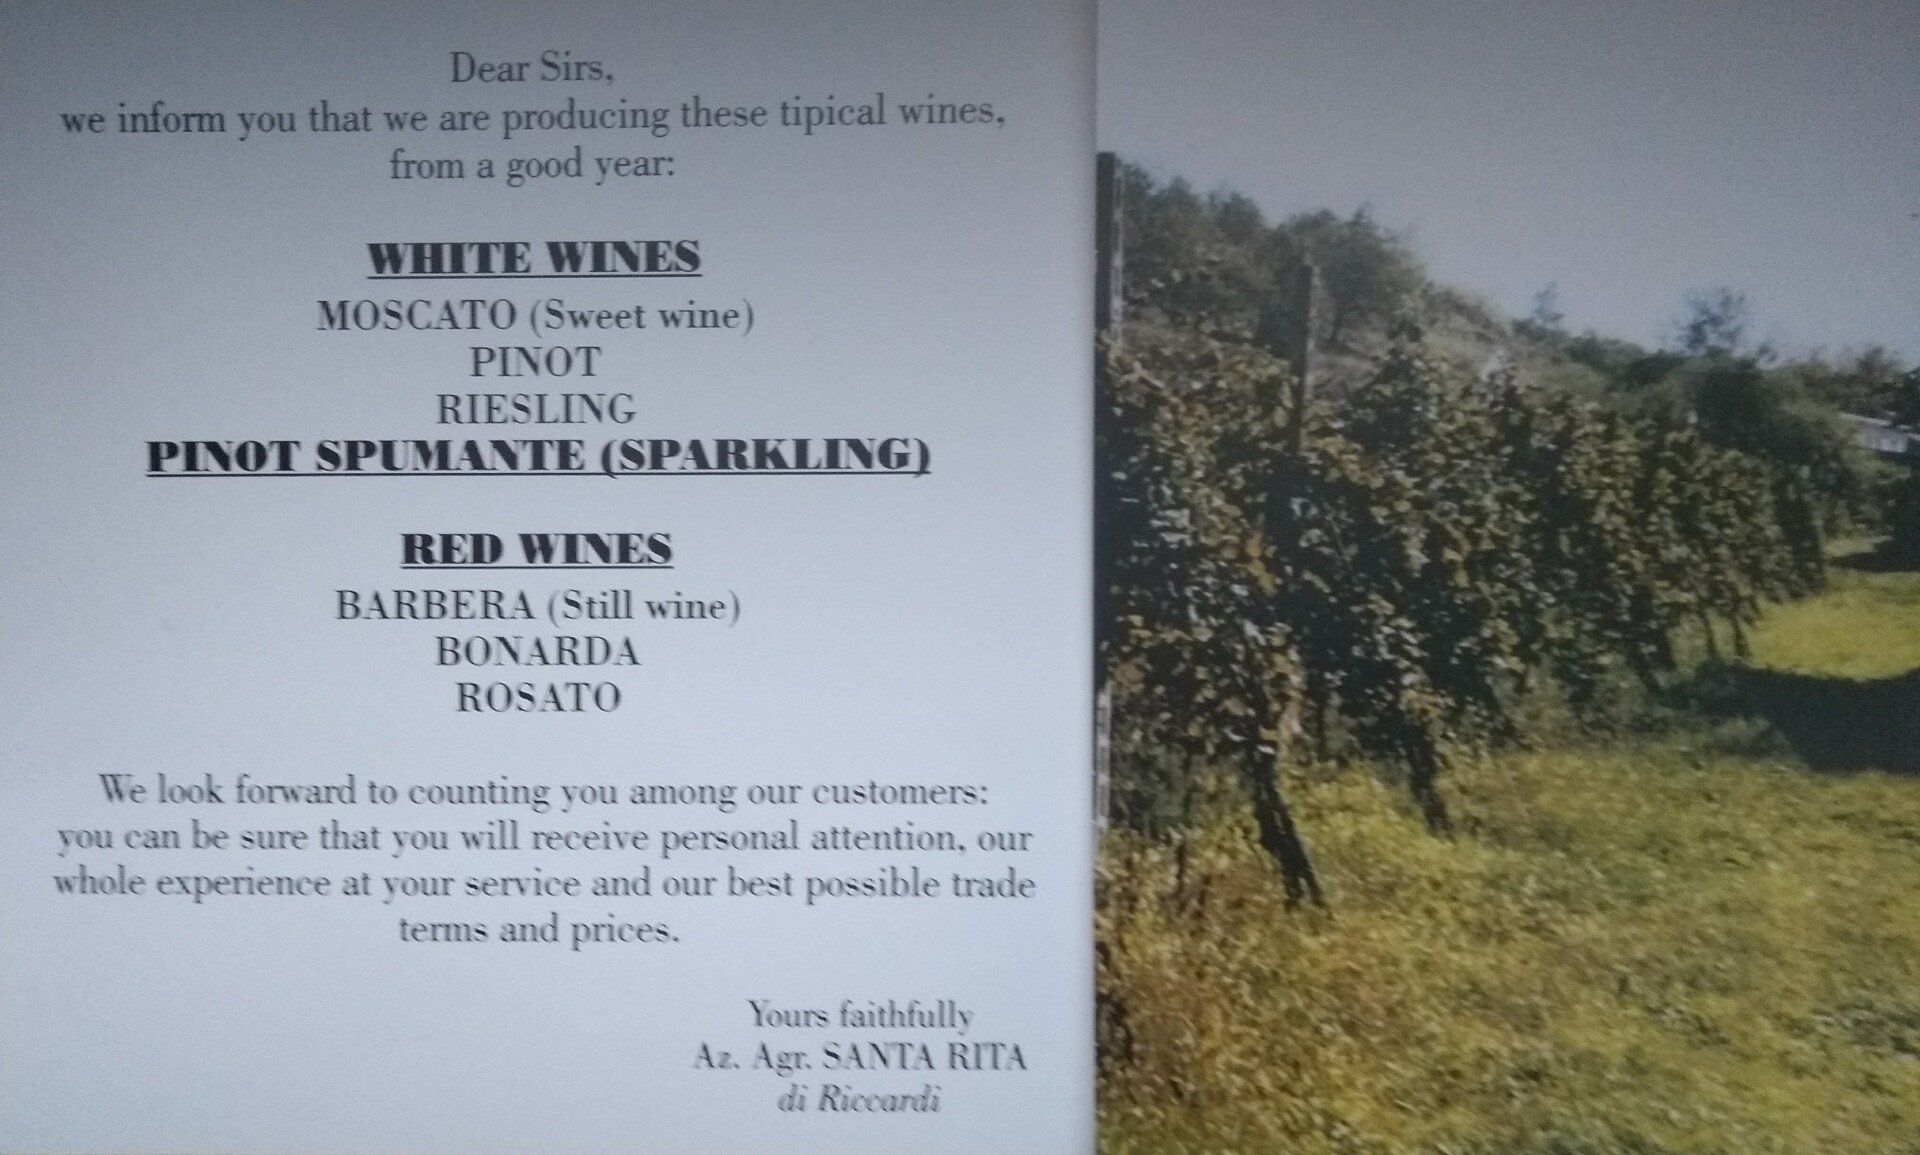 Dear Sirs,
we inform you that we are producing these tipical wines,
from a good year:
WHITE WINES
MOSCATO (Sweet wine)
PINOT
RIESLING
PINOT SPUMANTE (SPARKLING)
RED WINES
BARBERA (Still wine)
BONARDA
ROSATO
We look forward to counting you among our customers:
you can be sure that you will receive personal attention, our
whole experience at your service and our best possible trade
terms and prices.
Yours faithfully
Az. Agr. SANTA RITA
di Riccardi